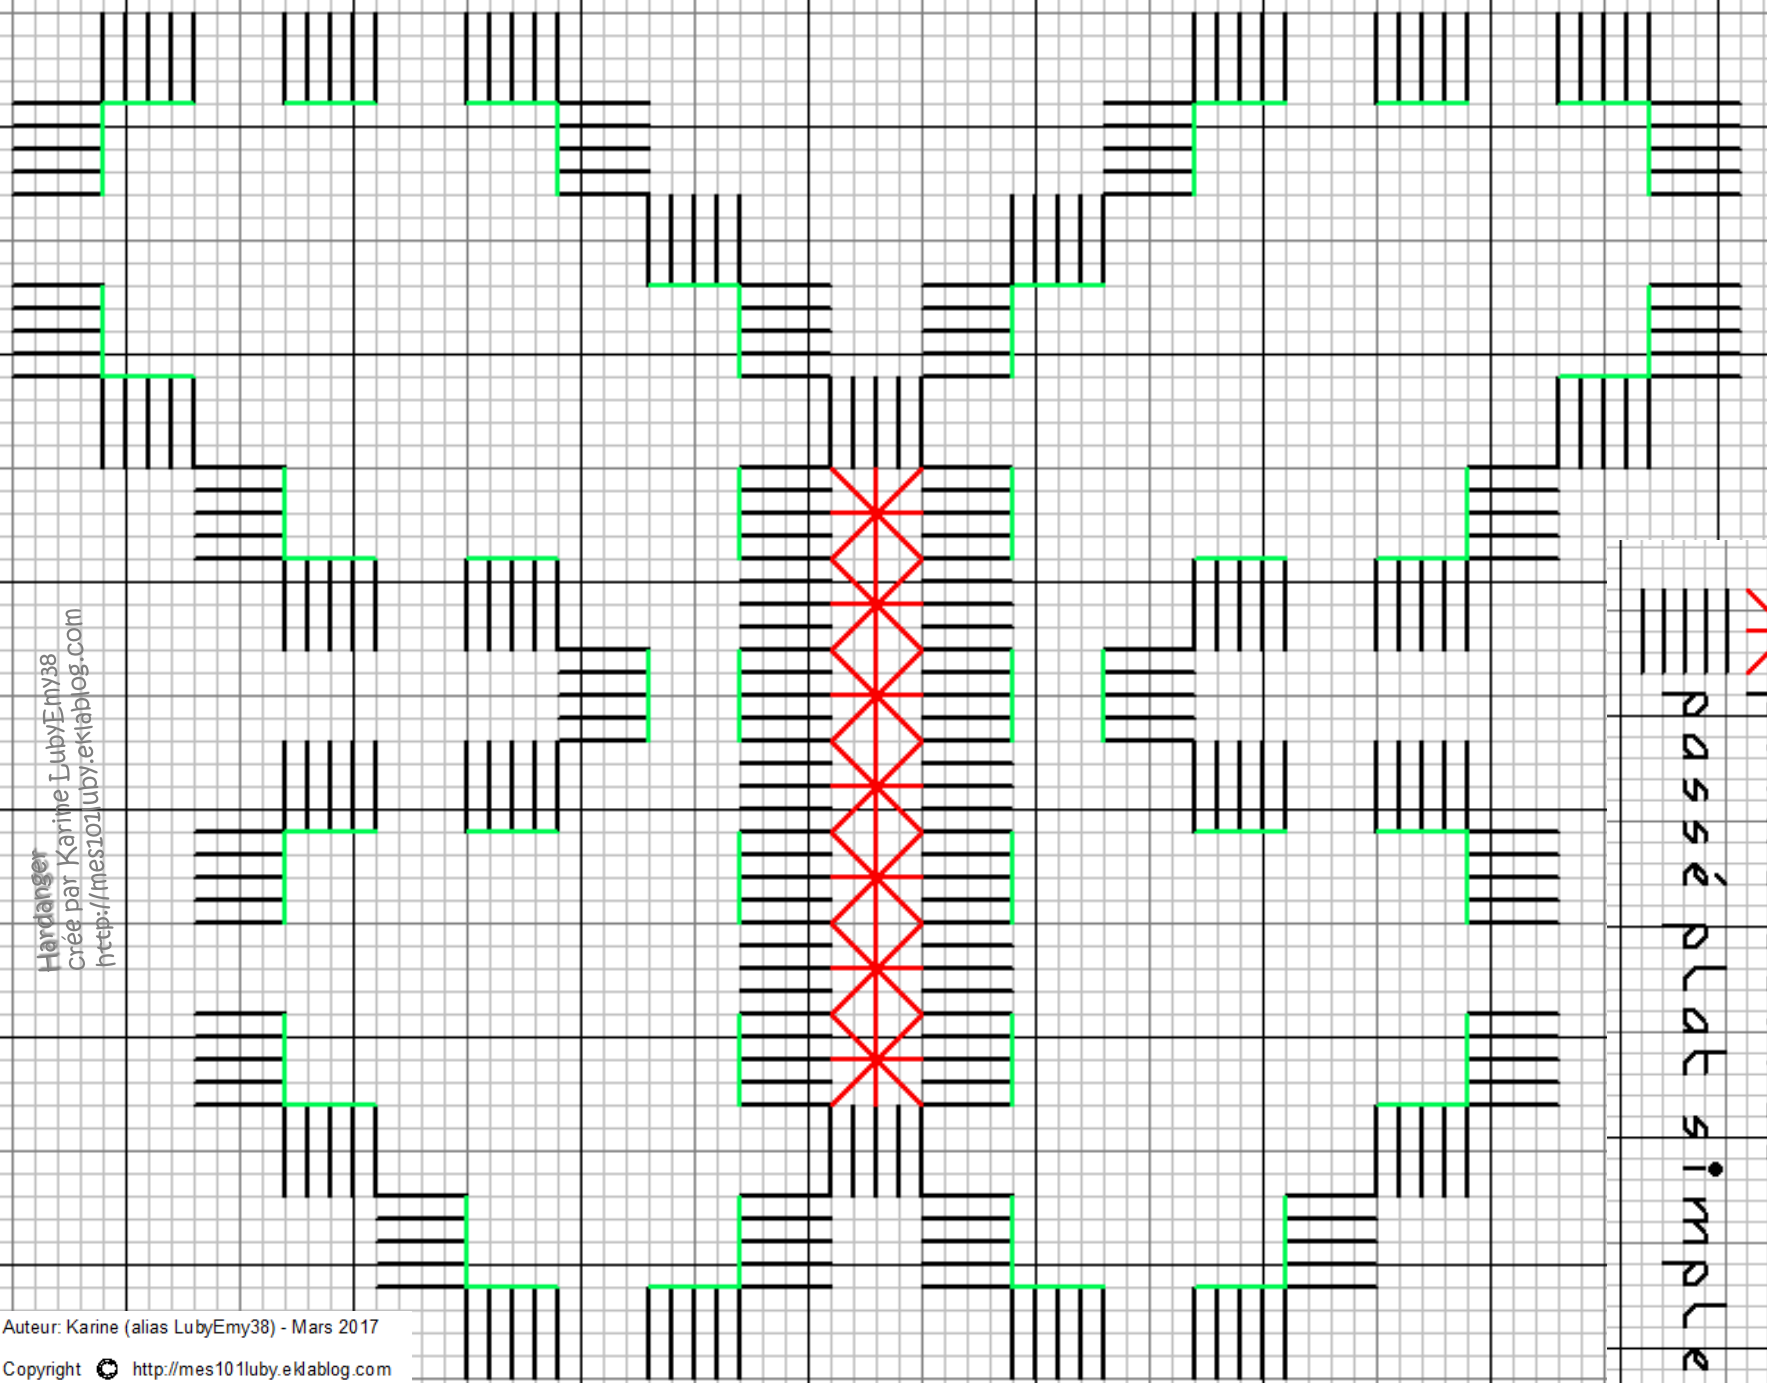 Hardanger
Crée par Karine LubyEmy38
http://mes101luby.eklablog.com
passé plat simple
Auteur: Karine (alias LubyEmy38) - Mars 2017
Copyright © http://mes101luby.eklablog.com